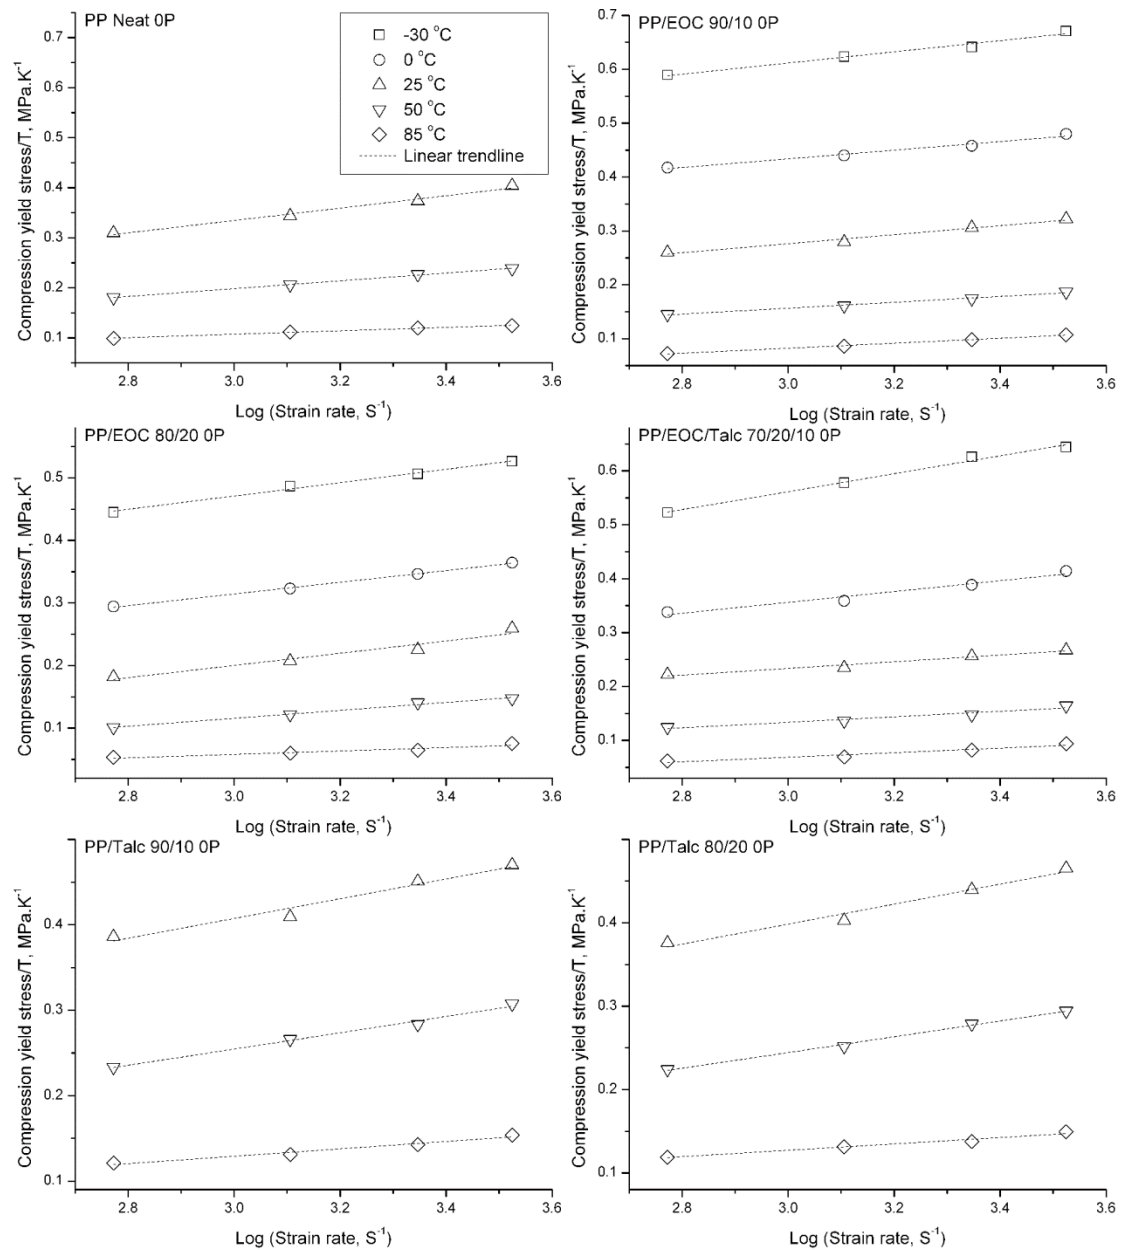 PP Neat 0P
-30 °C
0 °C
25 °C
50 °C
85 °C
Linear trendline
Compression yield stress/T, MPa.K⁻¹
0.7
0.6
0.5
0.4
0.3
0.2
0.1
2.8 3.0 3.2 3.4 3.6
Log (Strain rate, S⁻¹)
PP/EOC 90/10 0P
Compression yield stress/T, MPa.K⁻¹
0.7
0.6
0.5
0.4
0.3
0.2
0.1
2.8 3.0 3.2 3.4 3.6
Log (Strain rate, S⁻¹)
PP/EOC 80/20 0P
Compression yield stress/T, MPa.K⁻¹
0.5
0.4
0.3
0.2
0.1
2.8 3.0 3.2 3.4 3.6
Log (Strain rate, S⁻¹)
PP/EOC/Talc 70/20/10 0P
Compression yield stress/T, MPa.K⁻¹
0.6
0.5
0.4
0.3
0.2
0.1
2.8 3.0 3.2 3.4 3.6
Log (Strain rate, S⁻¹)
PP/Talc 90/10 0P
Compression yield stress/T, MPa.K⁻¹
0.4
0.3
0.2
0.1
2.8 3.0 3.2 3.4 3.6
Log (Strain rate, S⁻¹)
PP/Talc 80/20 0P
Compression yield stress/T, MPa.K⁻¹
0.4
0.3
0.2
0.1
2.8 3.0 3.2 3.4 3.6
Log (Strain rate, S⁻¹)